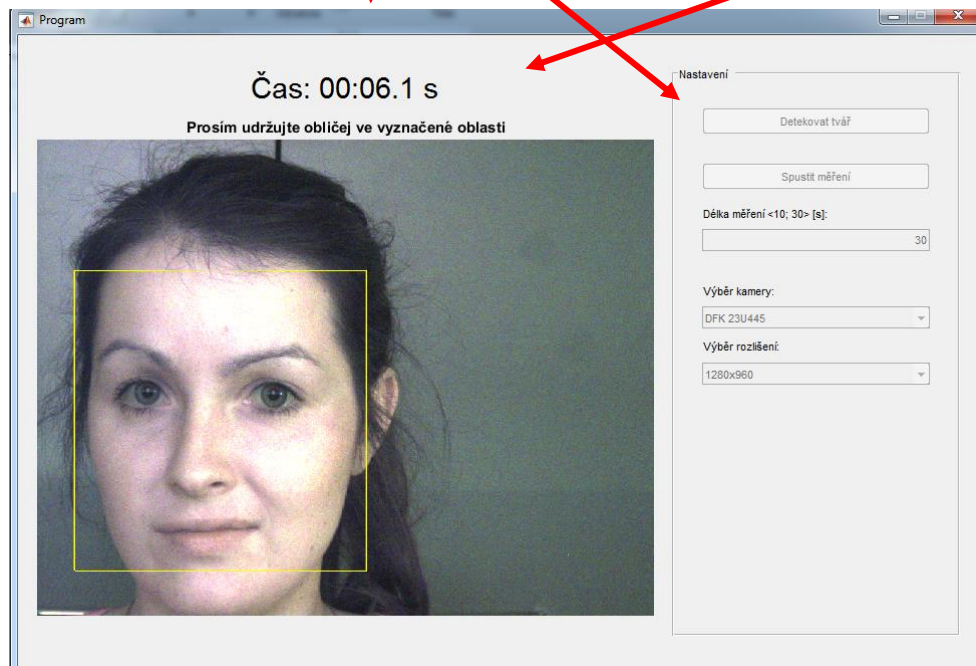 Program
Čas: 00:06.1 s
Prosím udržujte obličej ve vyznačené oblasti
Nastavení
Detekovat tvář
Spustit měření
Délka měření <10; 30> [s]:
30
Výběr kamery:
DFK 23U445
Výběr rozlišení:
1280x960